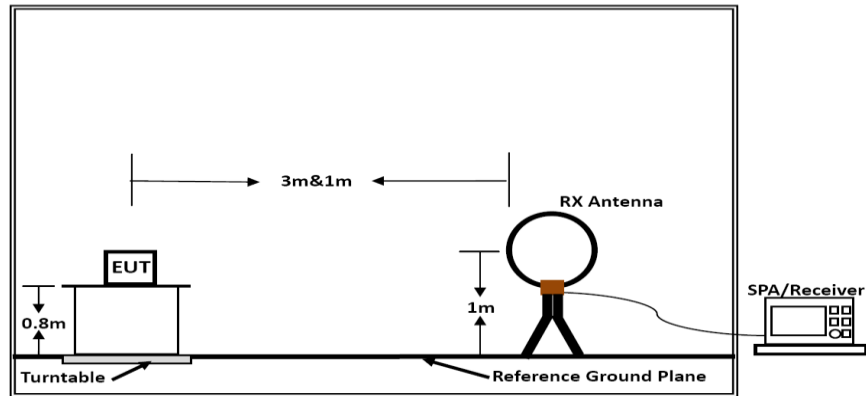 3m&1m
RX Antenna
EUT
SPA/Receiver
0.8m
1m
Turntable
Reference Ground Plane